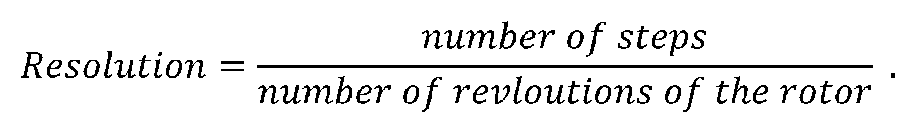 Resolution = number of steps / number of revloutions of the rotor .